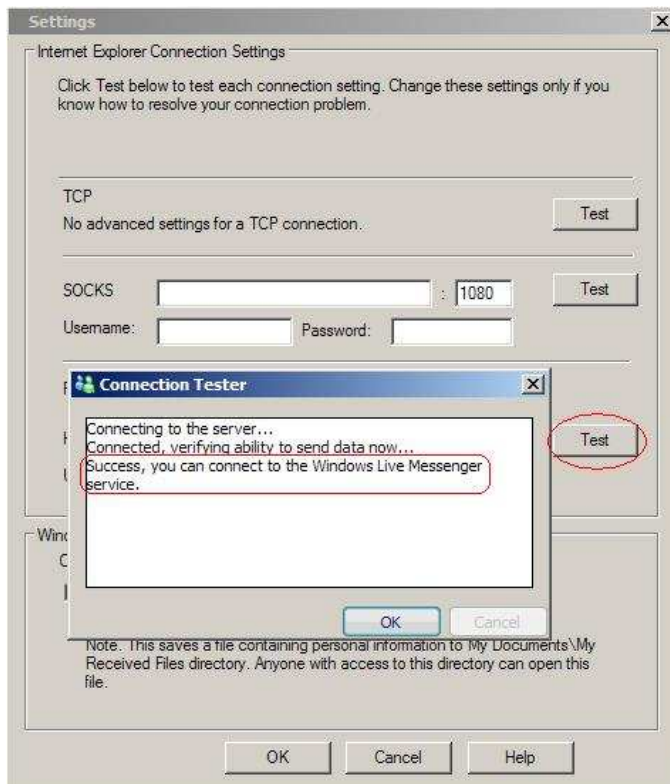 Settings
Internet Explorer Connection Settings
Click Test below to test each connection setting. Change these settings only if you
know how to resolve your connection problem.
TCP
No advanced settings for a TCP connection.
Test
SOCKS
:
1080
Test
Username:
Password:
Connection Tester
Connecting to the server...
Connected, verifying ability to send data now...
Success, you can connect to the Windows Live Messenger
service.
Test
OK
Cancel
Note. This saves a file containing personal information to My Documents\My
Received Files directory. Anyone with access to this directory can open this
file.
OK
Cancel
Help